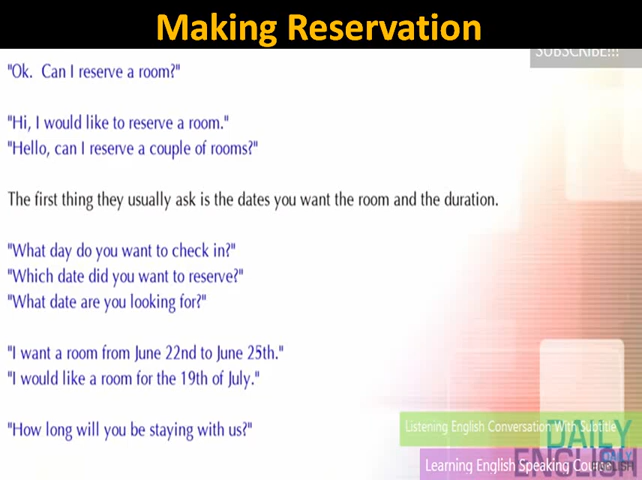 Making Reservation
SUBSCRIBE!!!
"Ok. Can I reserve a room?"
"Hi, I would like to reserve a room."
"Hello, can I reserve a couple of rooms?"
The first thing they usually ask is the dates you want the room and the duration.
"What day do you want to check in?"
"Which date did you want to reserve?"
"What date are you looking for?"
"I want a room from June 22nd to June 25th."
"I would like a room for the 19th of July."
"How long will you be staying with us?"
Listening English Conversation With Subtitle
DAILY
ENGLISH
Learning English Speaking Course
DAILY
ENGLISH